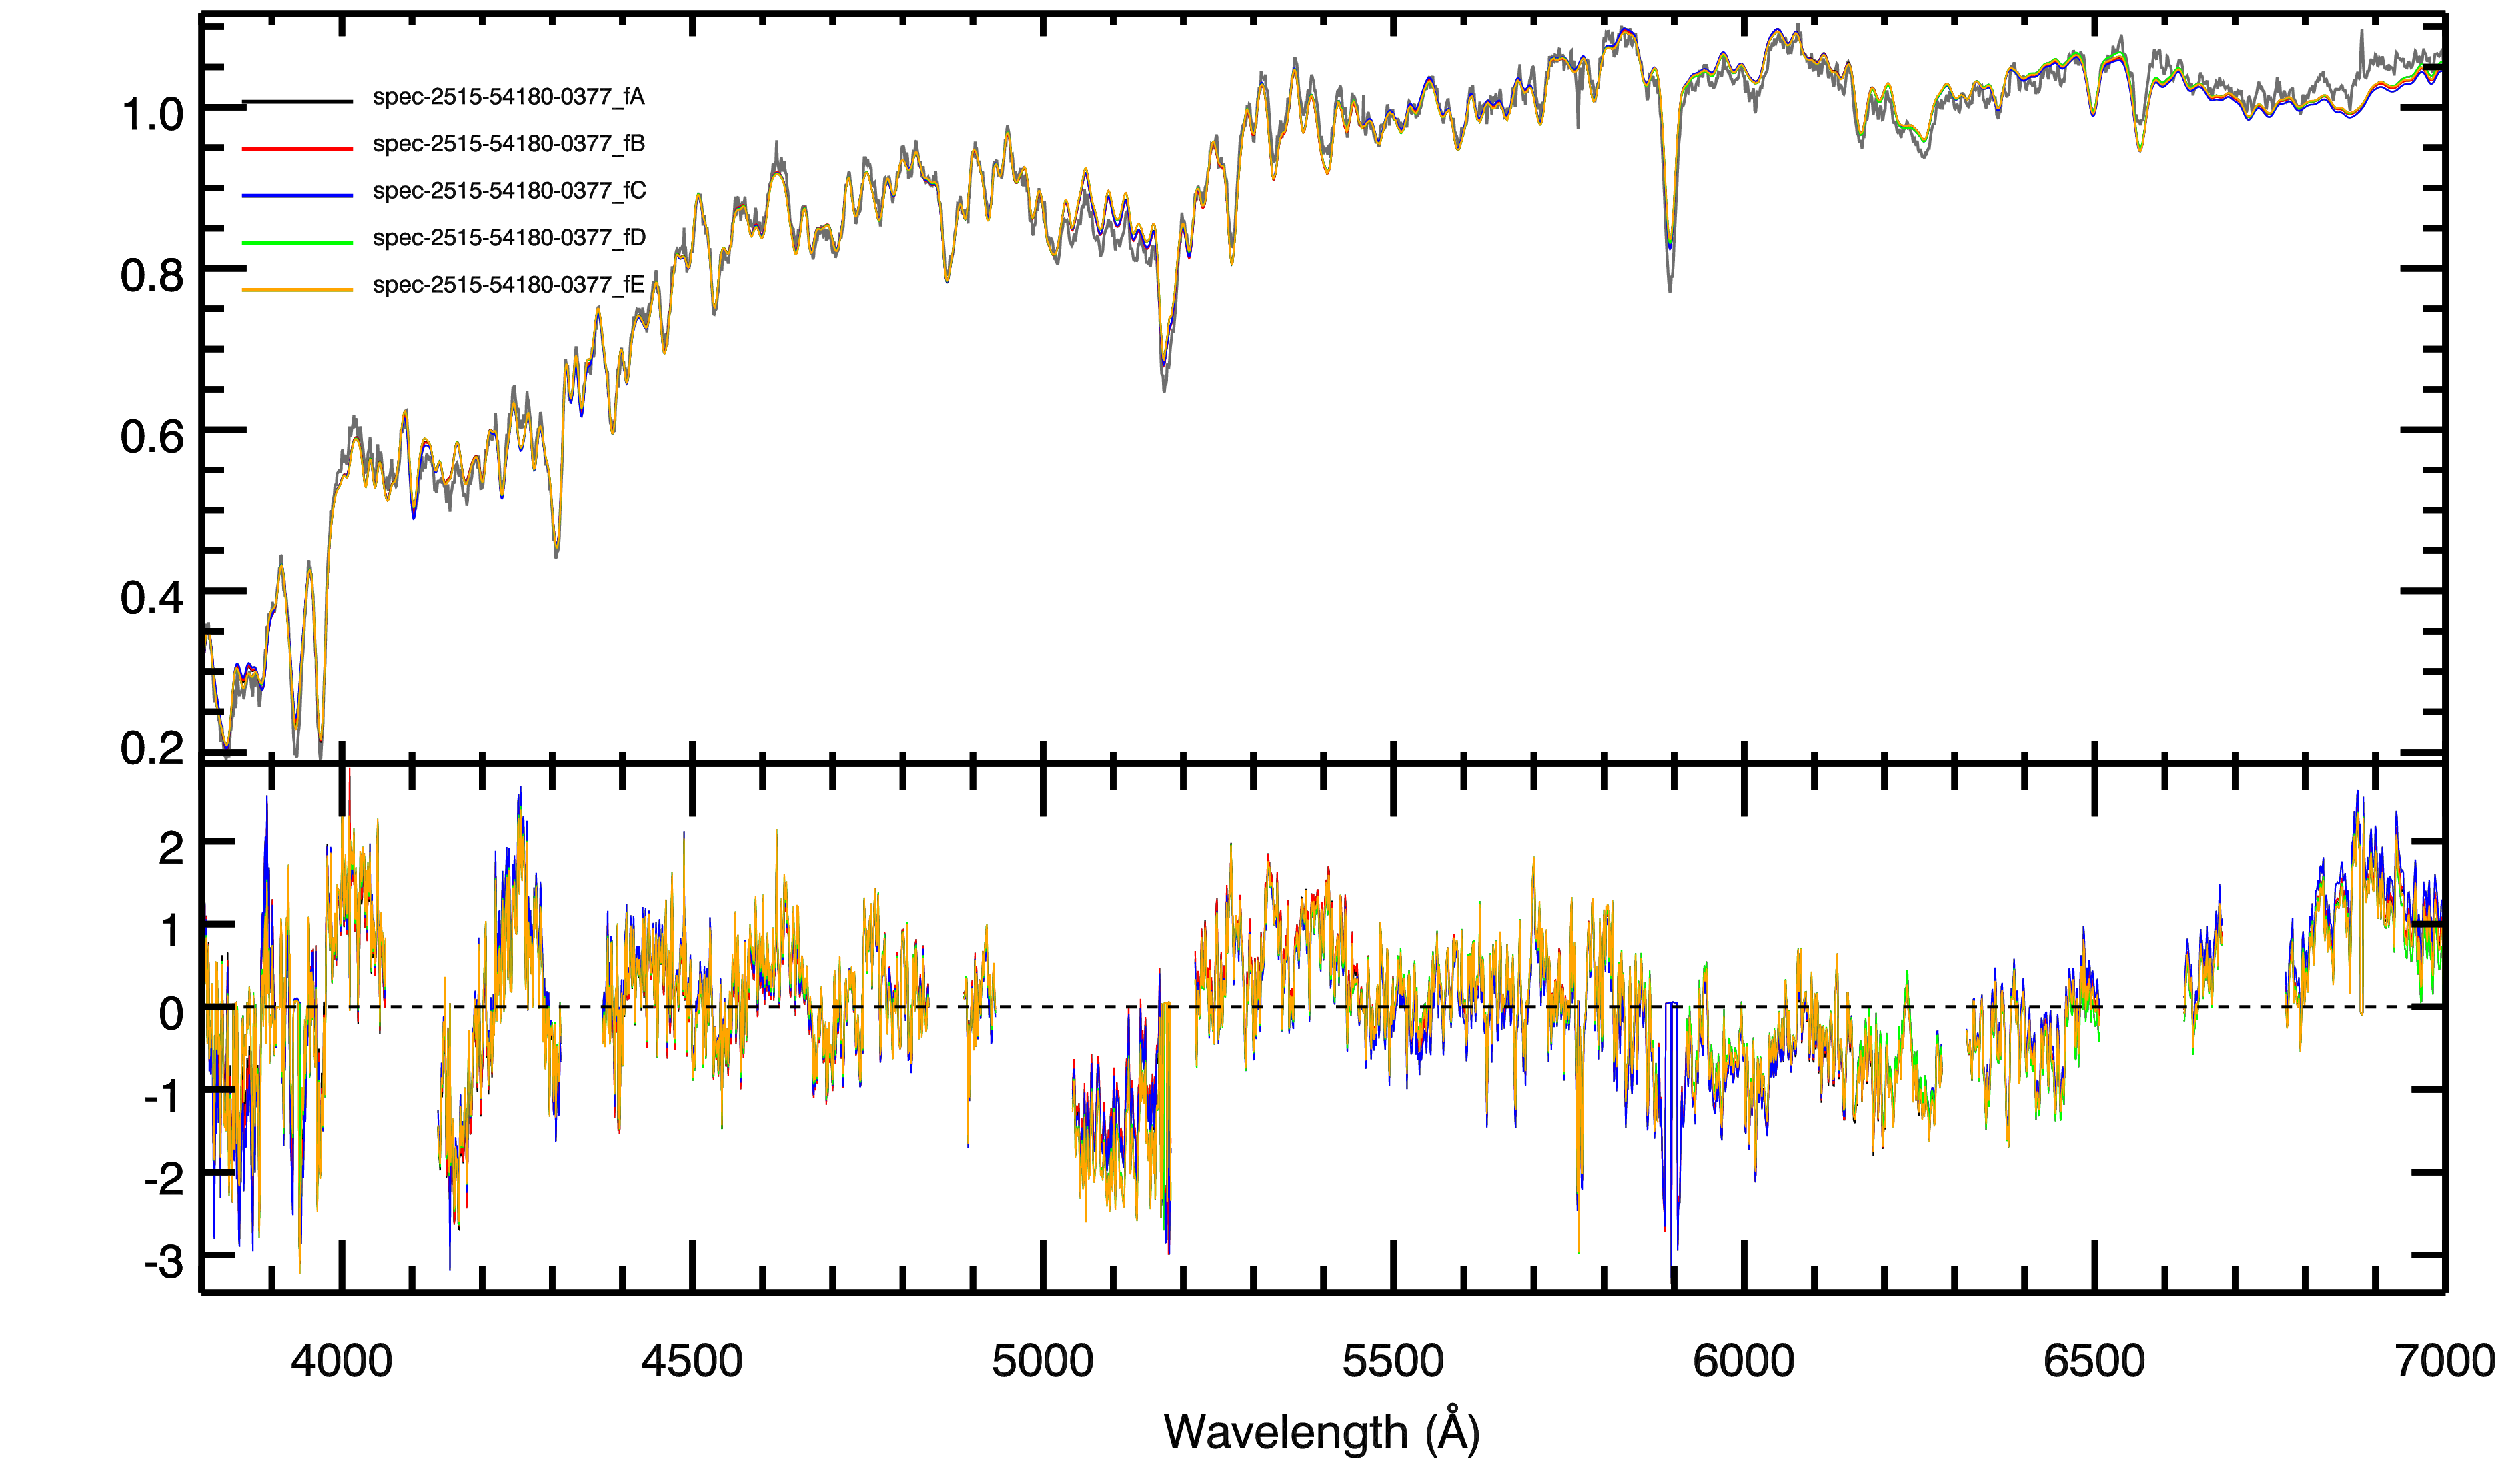 1.0
0.8
0.6
0.4
0.2
spec-2515-54180-0377_fA
spec-2515-54180-0377_fB
spec-2515-54180-0377_fC
spec-2515-54180-0377_fD
spec-2515-54180-0377_fE
2
1
0
-1
-2
-3
4000 4500 5000 5500 6000 6500 7000
Wavelength (Å)